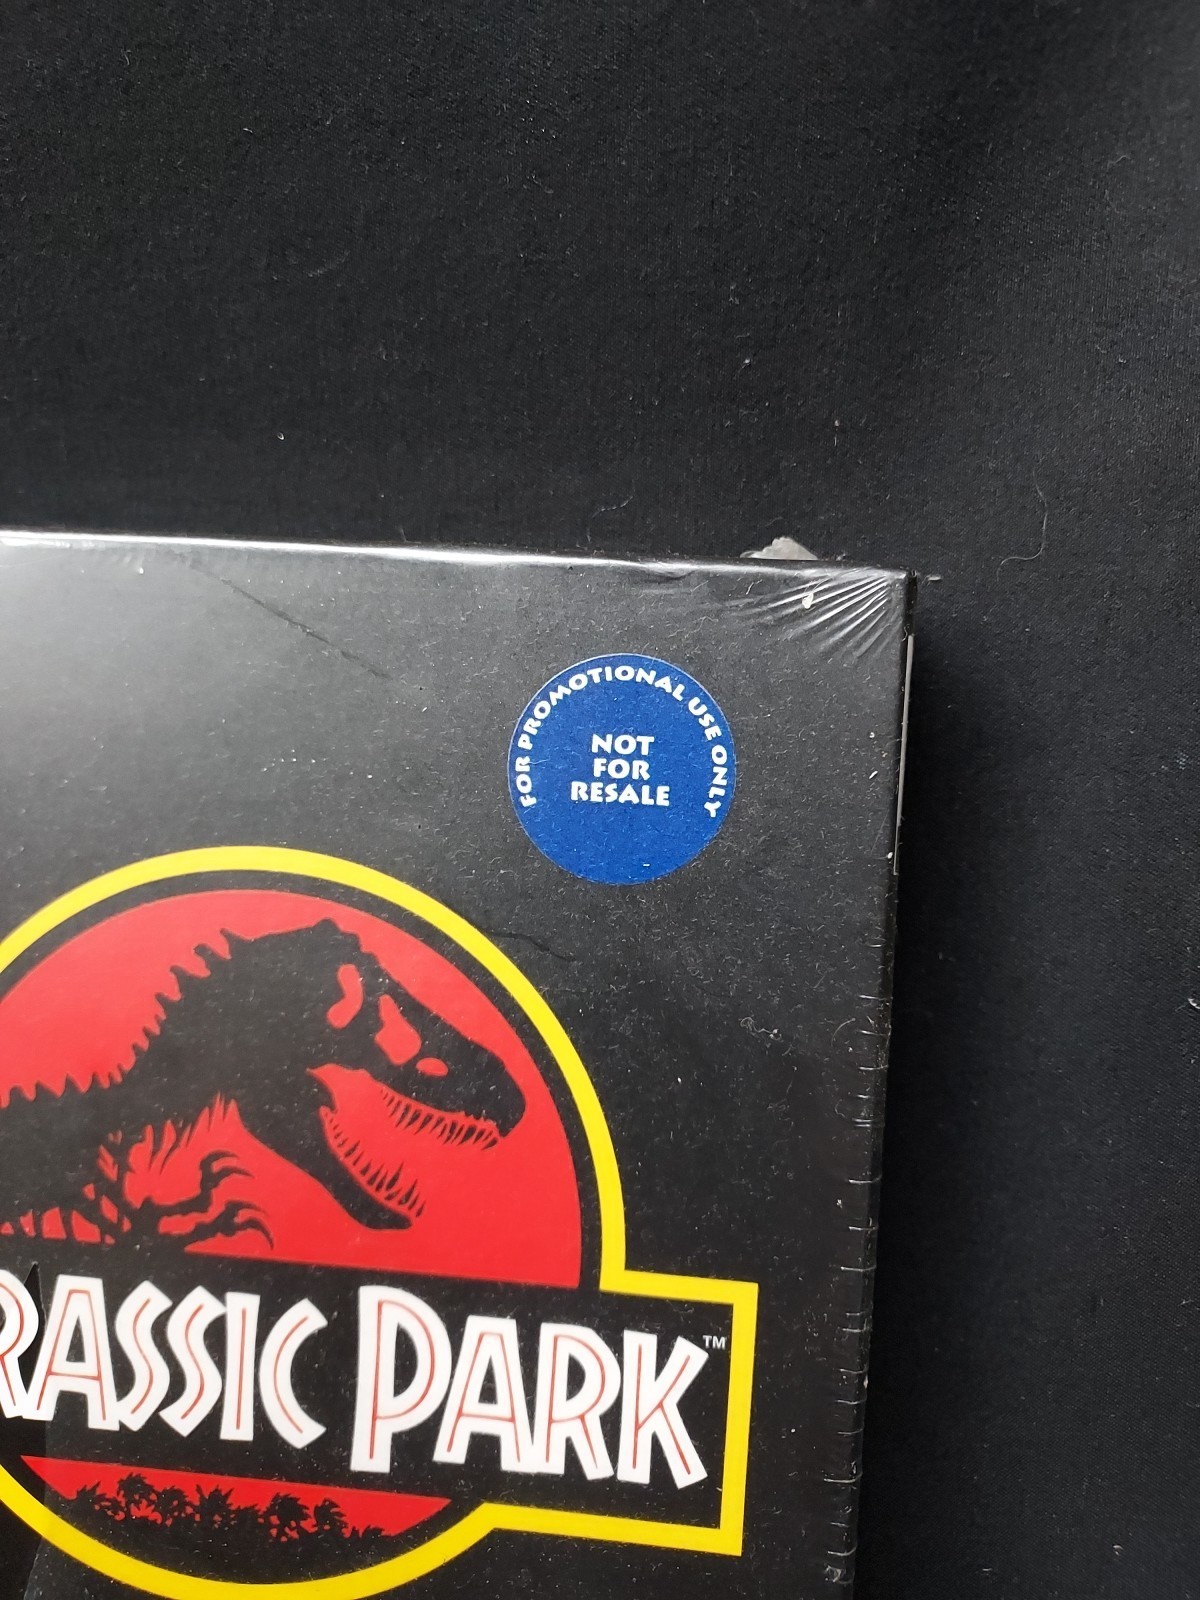 FOR PROMOTIONAL USE ONLY
NOT
FOR
RESALE
RASSIC PARK™